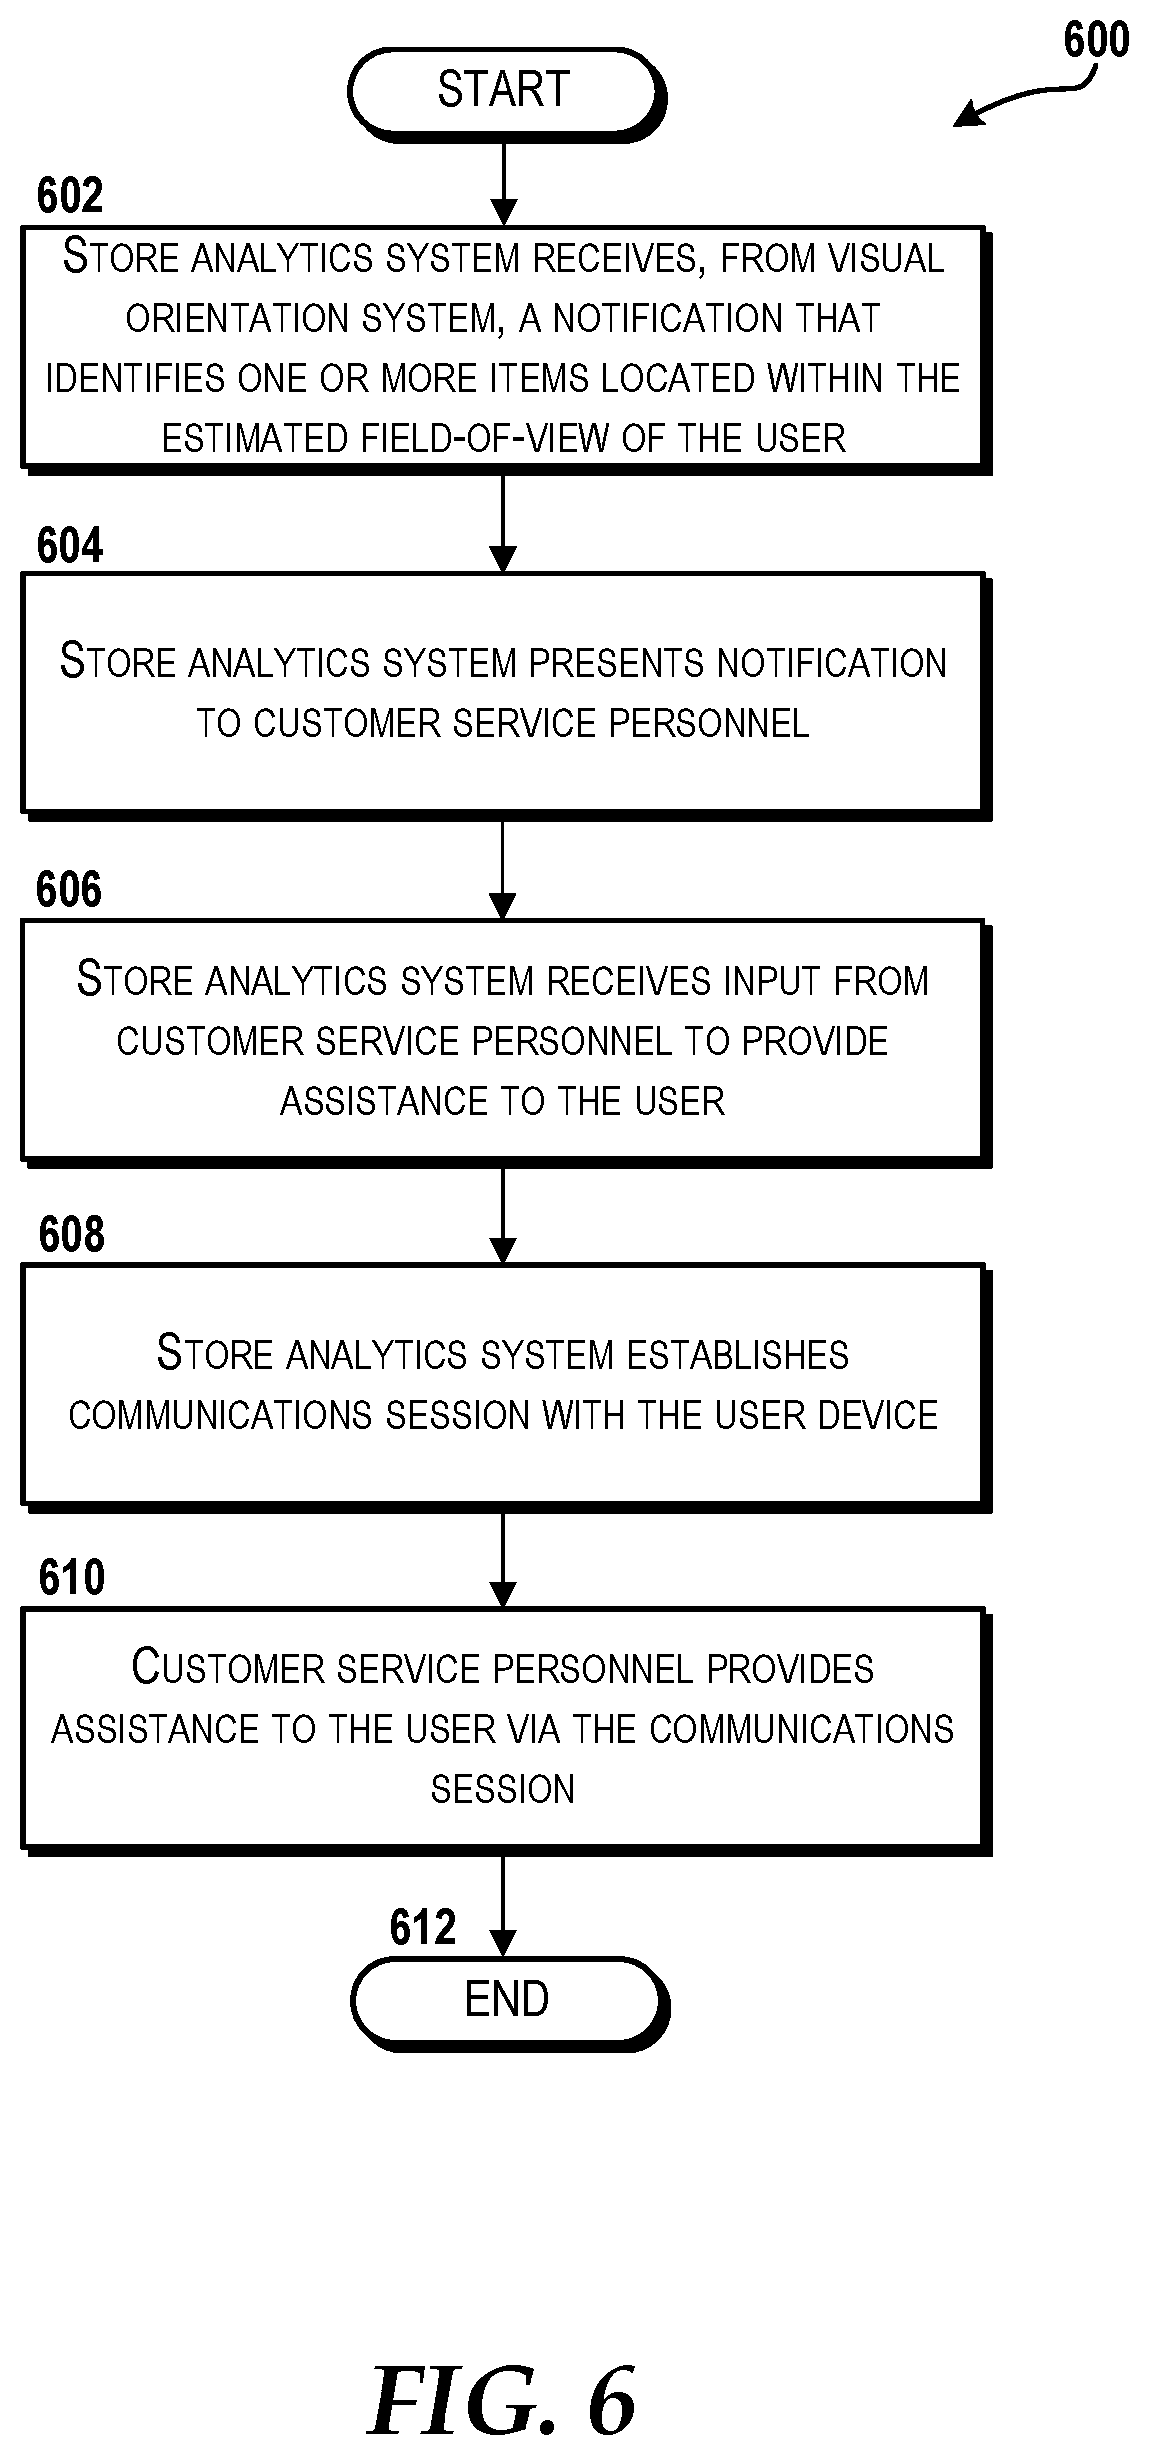 600
START
602
STORE ANALYTICS SYSTEM RECEIVES, FROM VISUAL
ORIENTATION SYSTEM, A NOTIFICATION THAT
IDENTIFIES ONE OR MORE ITEMS LOCATED WITHIN THE
ESTIMATED FIELD-OF-VIEW OF THE USER
604
STORE ANALYTICS SYSTEM PRESENTS NOTIFICATION
TO CUSTOMER SERVICE PERSONNEL
606
STORE ANALYTICS SYSTEM RECEIVES INPUT FROM
CUSTOMER SERVICE PERSONNEL TO PROVIDE
ASSISTANCE TO THE USER
608
STORE ANALYTICS SYSTEM ESTABLISHES
COMMUNICATIONS SESSION WITH THE USER DEVICE
610
CUSTOMER SERVICE PERSONNEL PROVIDES
ASSISTANCE TO THE USER VIA THE COMMUNICATIONS
SESSION
612
END
FIG. 6